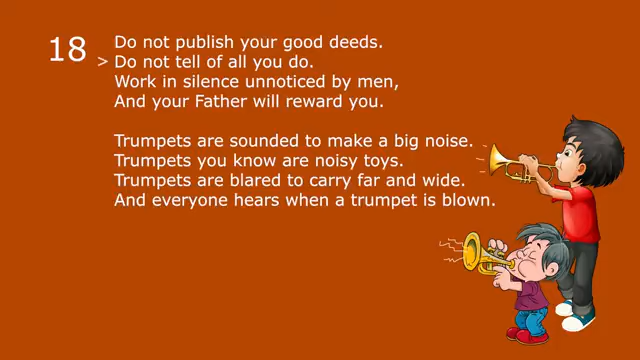 18
Do not publish your good deeds.
> Do not tell of all you do.
Work in silence unnoticed by men,
And your Father will reward you.

Trumpets are sounded to make a big noise.
Trumpets you know are noisy toys.
Trumpets are blared to carry far and wide.
And everyone hears when a trumpet is blown.